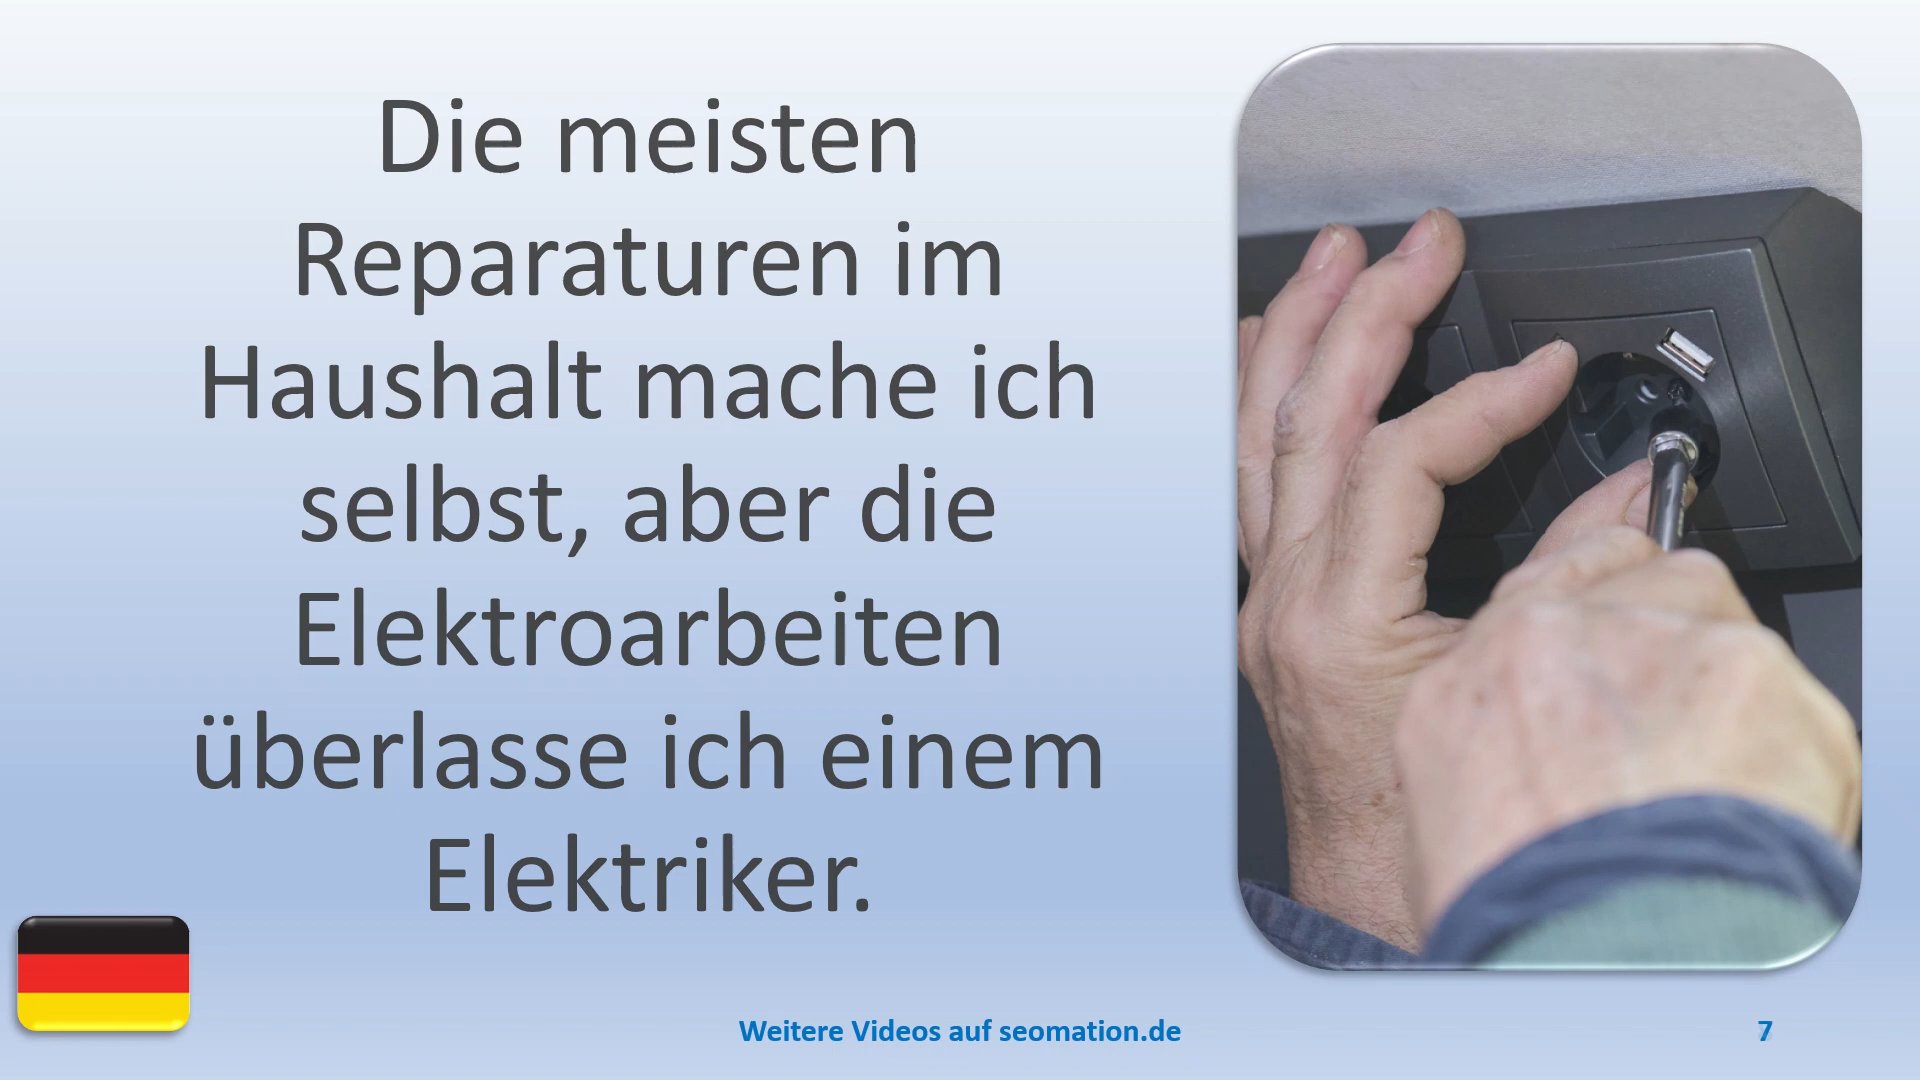 Die meisten
Reparaturen im
Haushalt mache ich
selbst, aber die
Elektroarbeiten
überlasse ich einem
Elektriker.
Weitere Videos auf seomation.de
7